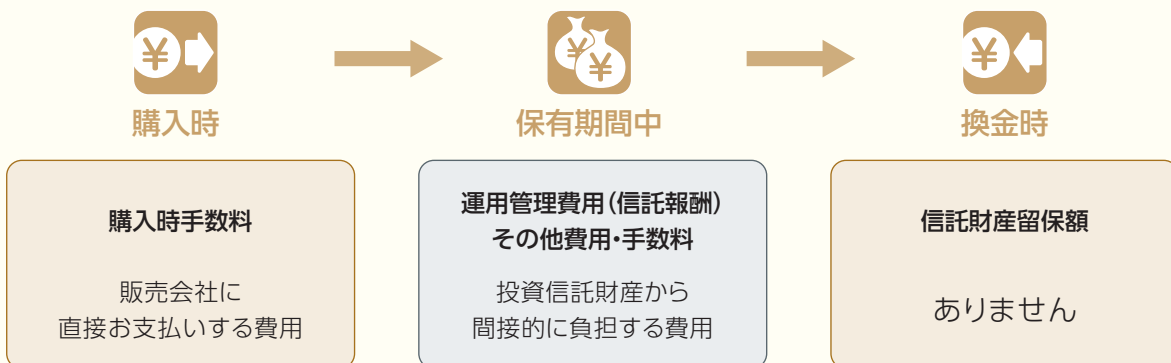 購入時
保有期間中
換金時
購入時手数料
販売会社に
直接お支払いする費用
運用管理費用(信託報酬)
その他費用・手数料
投資信託財産から
間接的に負担する費用
信託財産留保額
ありません